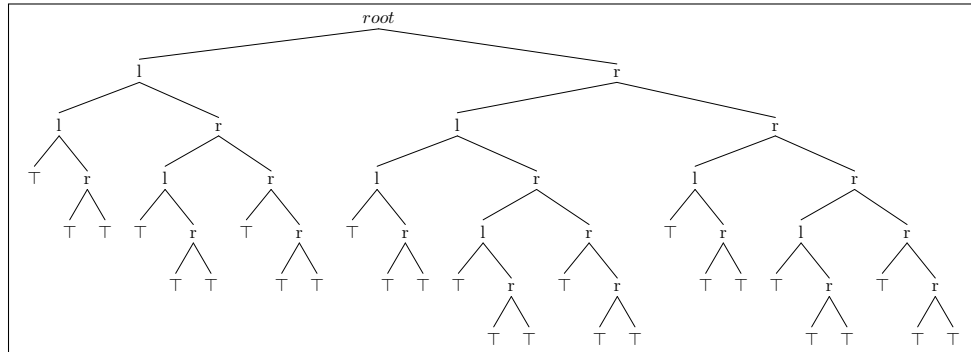 root
l r
l r l r
⊤ r l r l r l r
⊤ ⊤ ⊤ r ⊤ r ⊤ r l r ⊤ r l r
⊤ ⊤ ⊤ ⊤ ⊤ ⊤ ⊤ r ⊤ r ⊤ ⊤ ⊤ r ⊤ r
⊤ ⊤ ⊤ ⊤ ⊤ ⊤ ⊤ ⊤